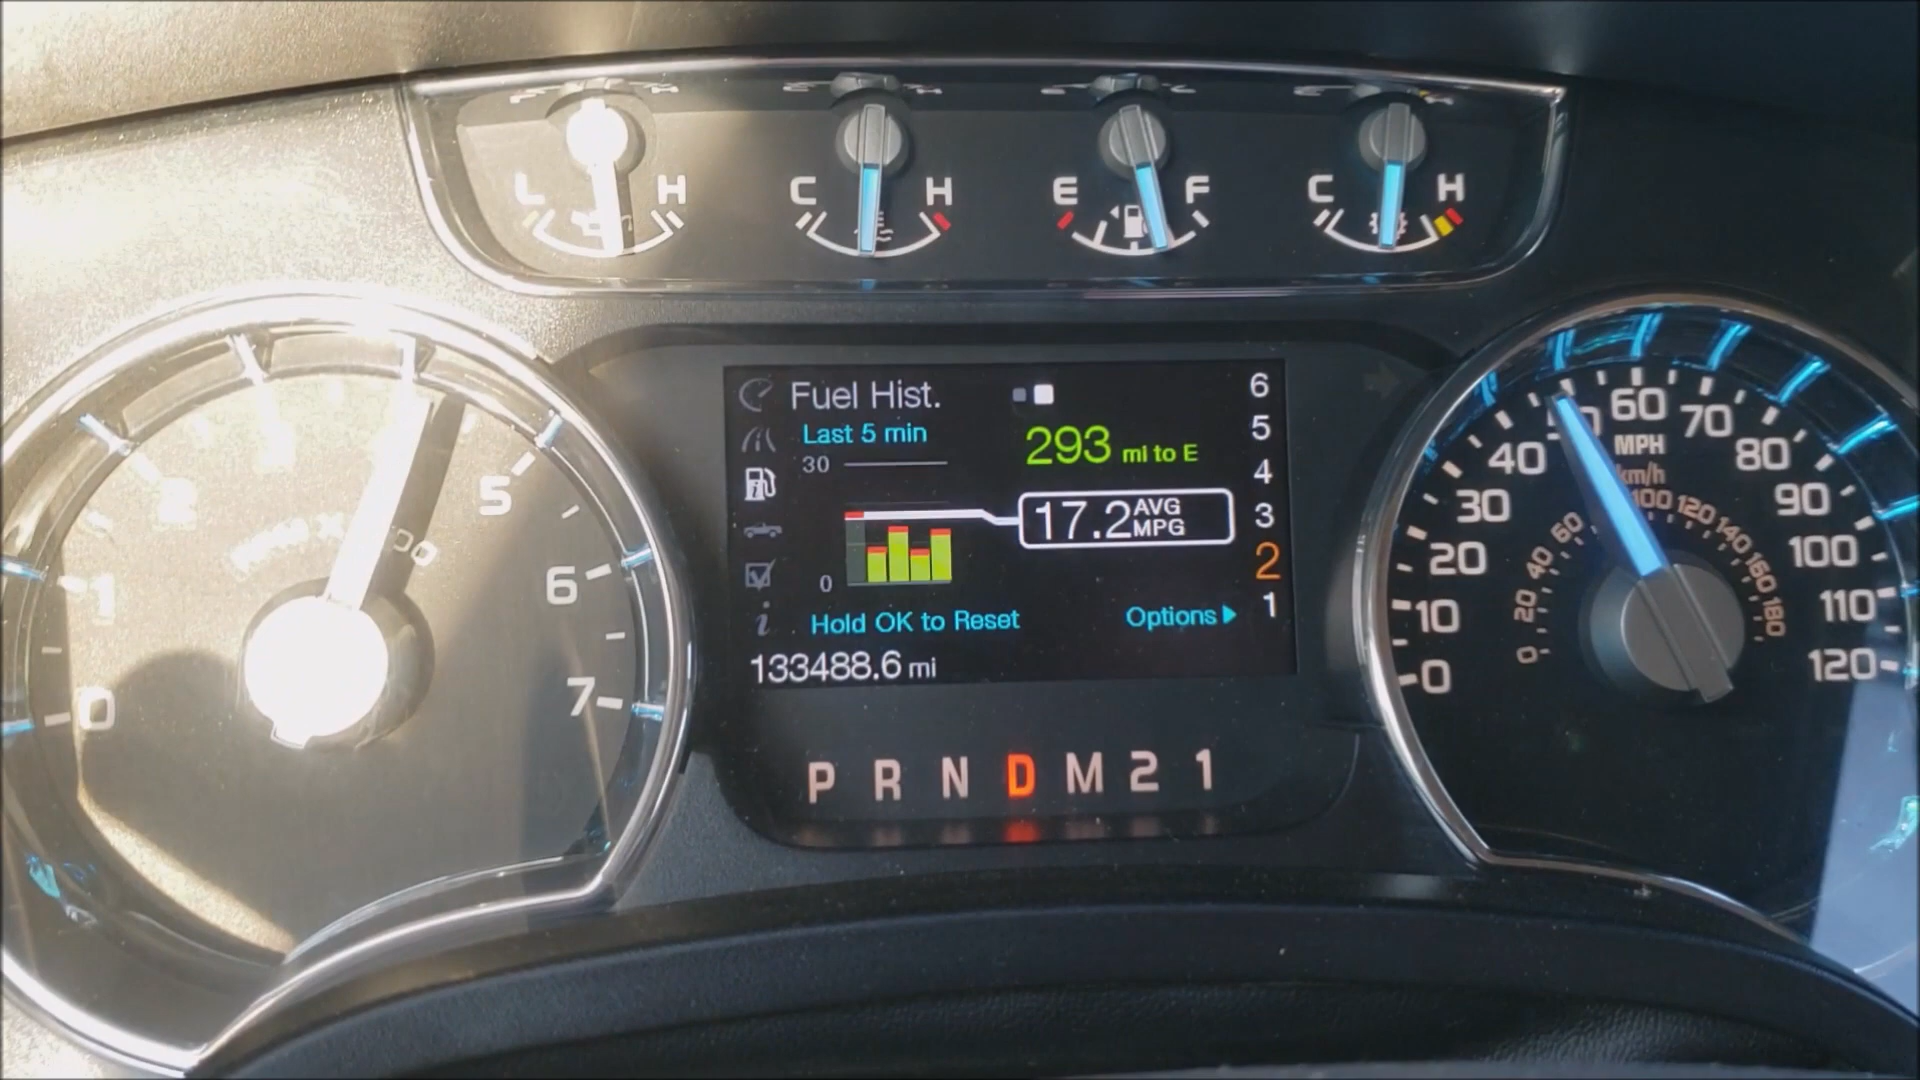 L H
C H
E F
C H
Fuel Hist.
Last 5 min
30
0
293 mi to E
17.2 AVG MPG
Hold OK to Reset
Options
133488.6 mi
6
5
4
3
2
1
P R N D M 2 1
0
1
2
5
6
7
0
10
20
30
40
60
70
80
90
100
110
120
MPH
km/h
0
20
40
60
100
120
140
160
180